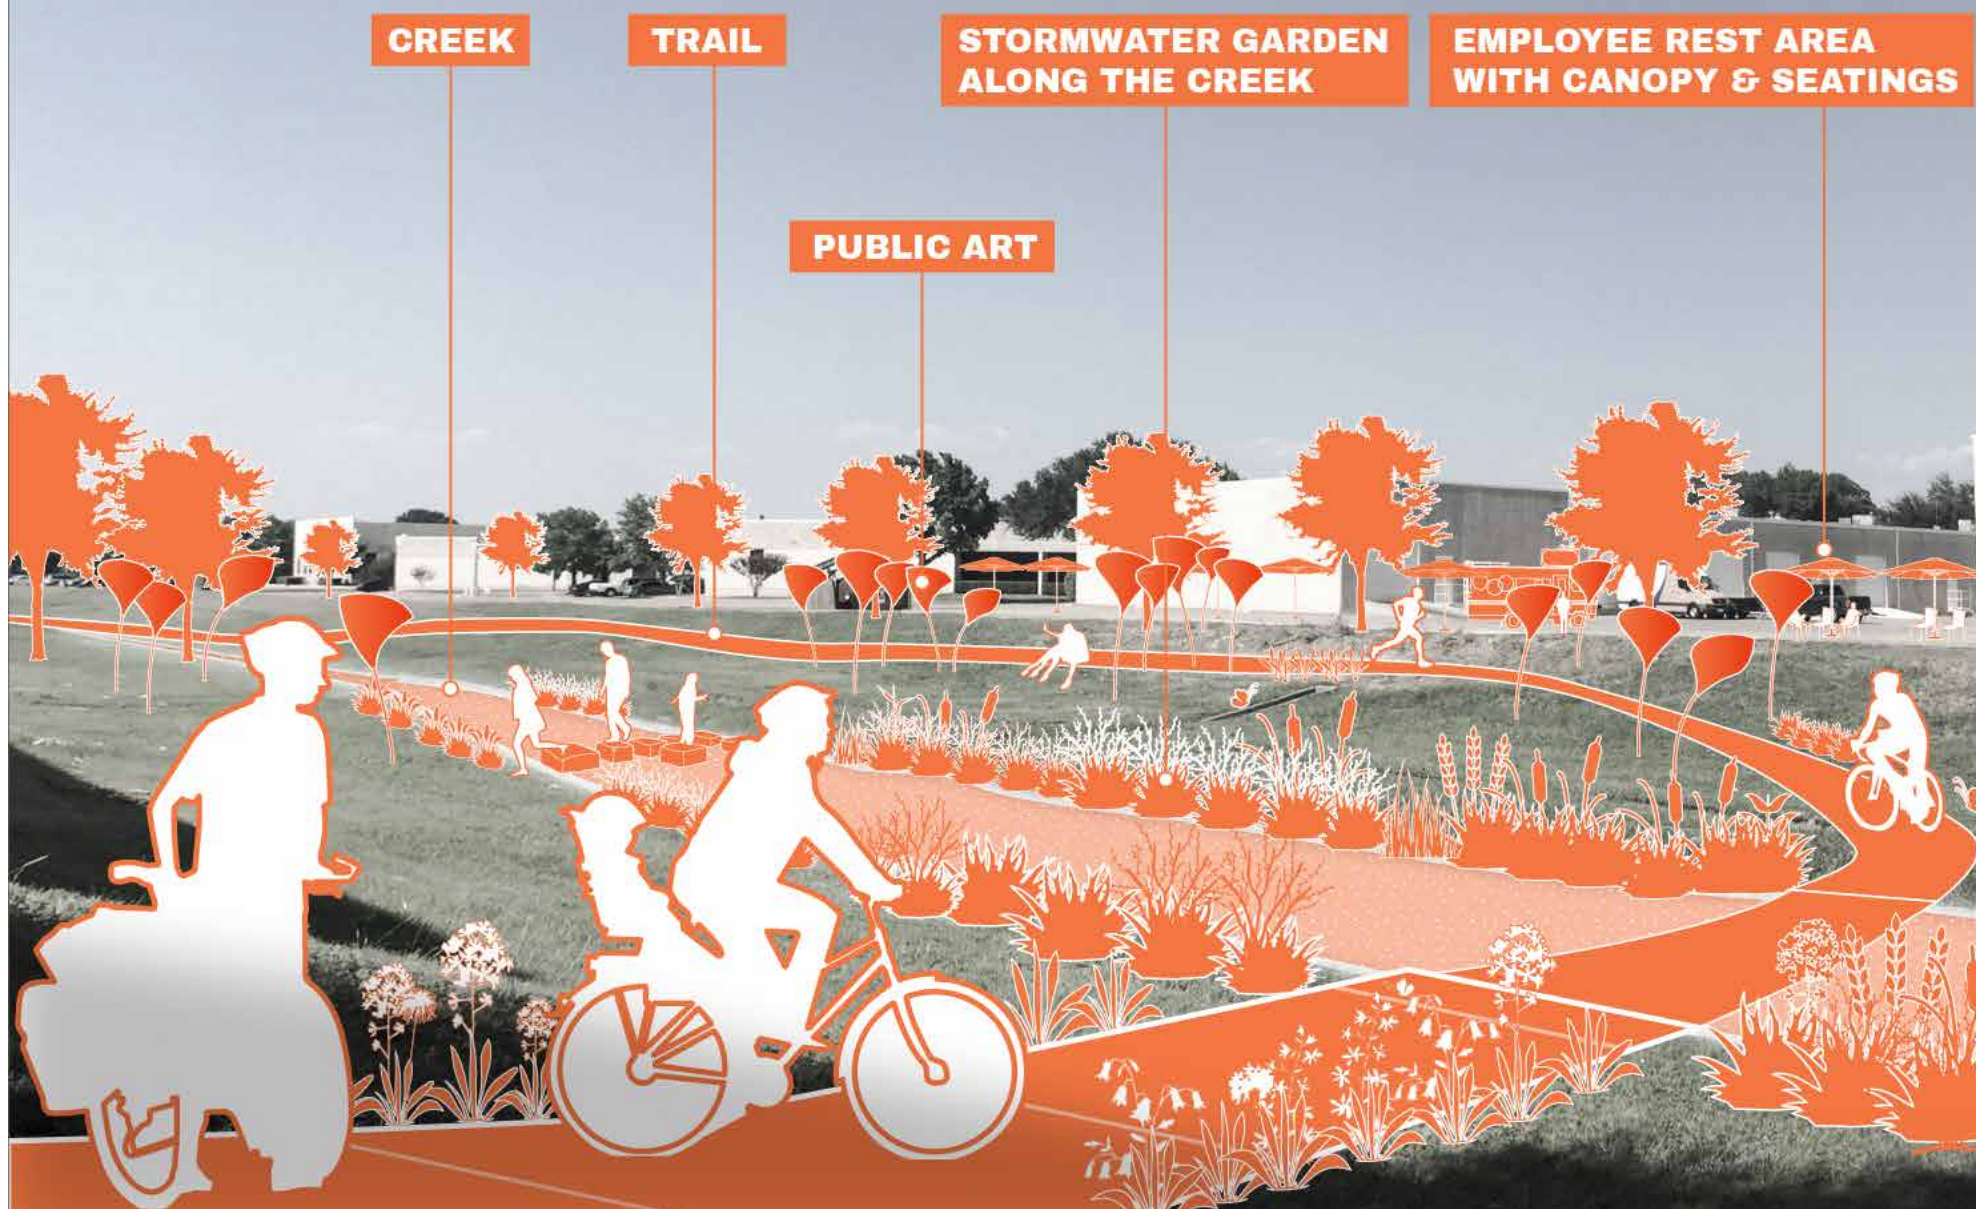 CREEK
TRAIL
STORMWATER GARDEN
ALONG THE CREEK
EMPLOYEE REST AREA
WITH CANOPY & SEATINGS
PUBLIC ART